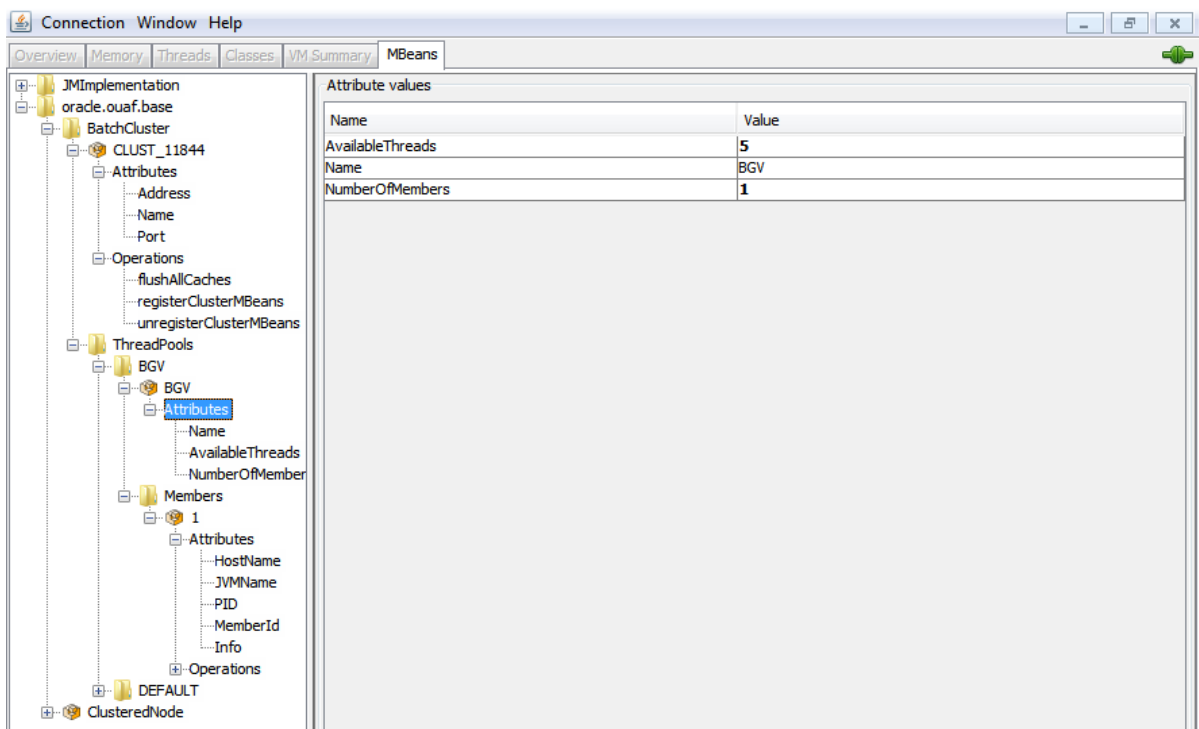 Connection Window Help
Overview Memory Threads Classes VM Summary MBeans
JMImplementation
oracle.ouaf.base
BatchCluster
CLUST_11844
Attributes
Address
Name
Port
Operations
flushAllCaches
registerClusterMBeans
unregisterClusterMBeans
ThreadPools
BGV
BGV
Attributes
Name
AvailableThreads
NumberOfMember
Members
1
Attributes
HostName
JVMName
PID
MemberId
Info
Operations
DEFAULT
ClusteredNode
Attribute values
Name Value
AvailableThreads 5
Name BGV
NumberOfMembers 1